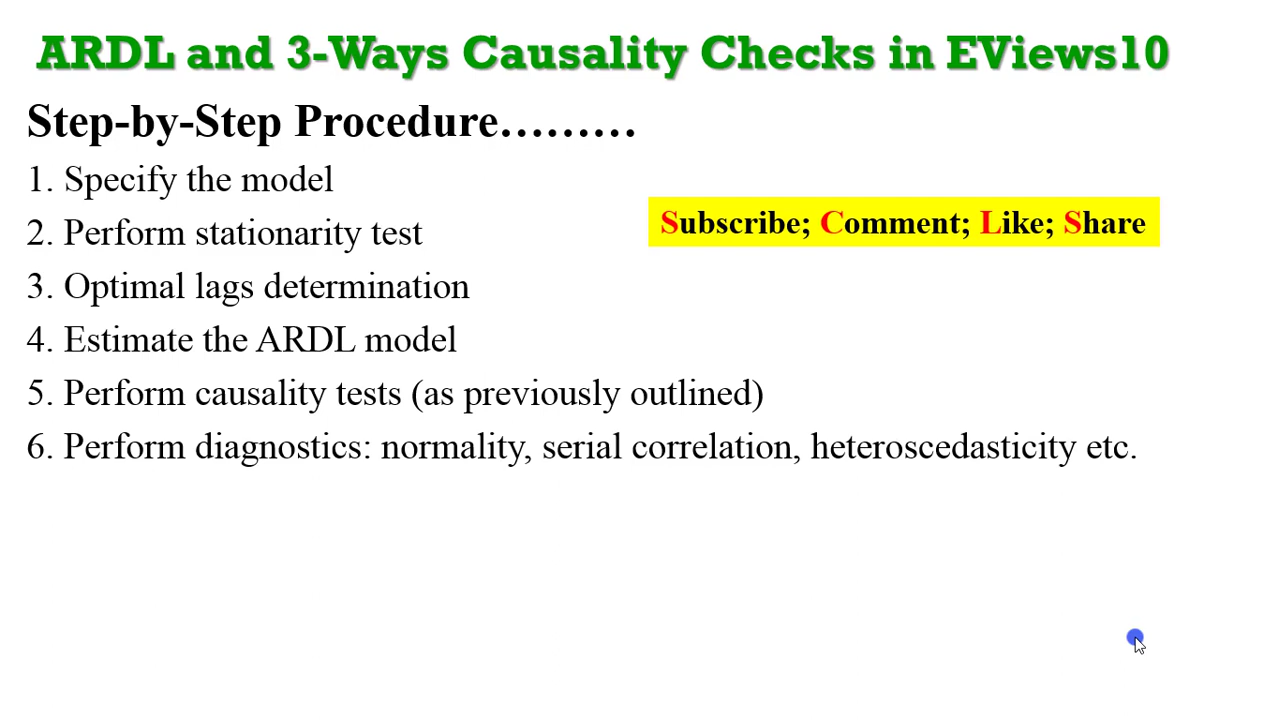 ARDL and 3-Ways Causality Checks in EViews10
Step-by-Step Procedure.........
1. Specify the model
Subscribe; Comment; Like; Share
2. Perform stationarity test
3. Optimal lags determination
4. Estimate the ARDL model
5. Perform causality tests (as previously outlined)
6. Perform diagnostics: normality, serial correlation, heteroscedasticity etc.